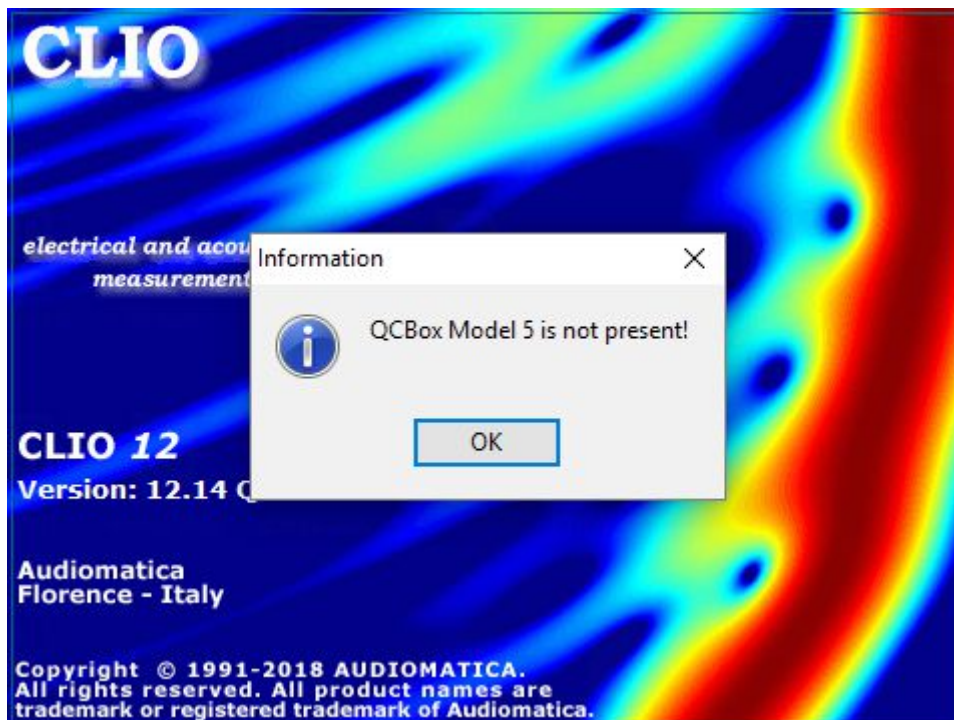 CLIO
electrical and acou
measurement
Information
QCBox Model 5 is not present!
OK
CLIO 12
Version: 12.14 Q
Audiomatica
Florence - Italy
Copyright © 1991-2018 AUDIOMATICA.
All rights reserved. All product names are
trademark or registered trademark of Audiomatica.